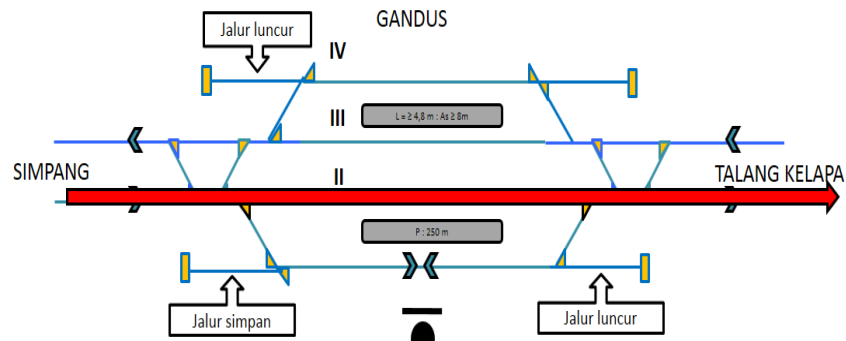 GANDUS
Jalur luncur
IV
III
L = ≥ 4,8 m : As ≥ 8m
SIMPANG
II
TALANG KELAPA
P : 250 m
Jalur simpan
Jalur luncur